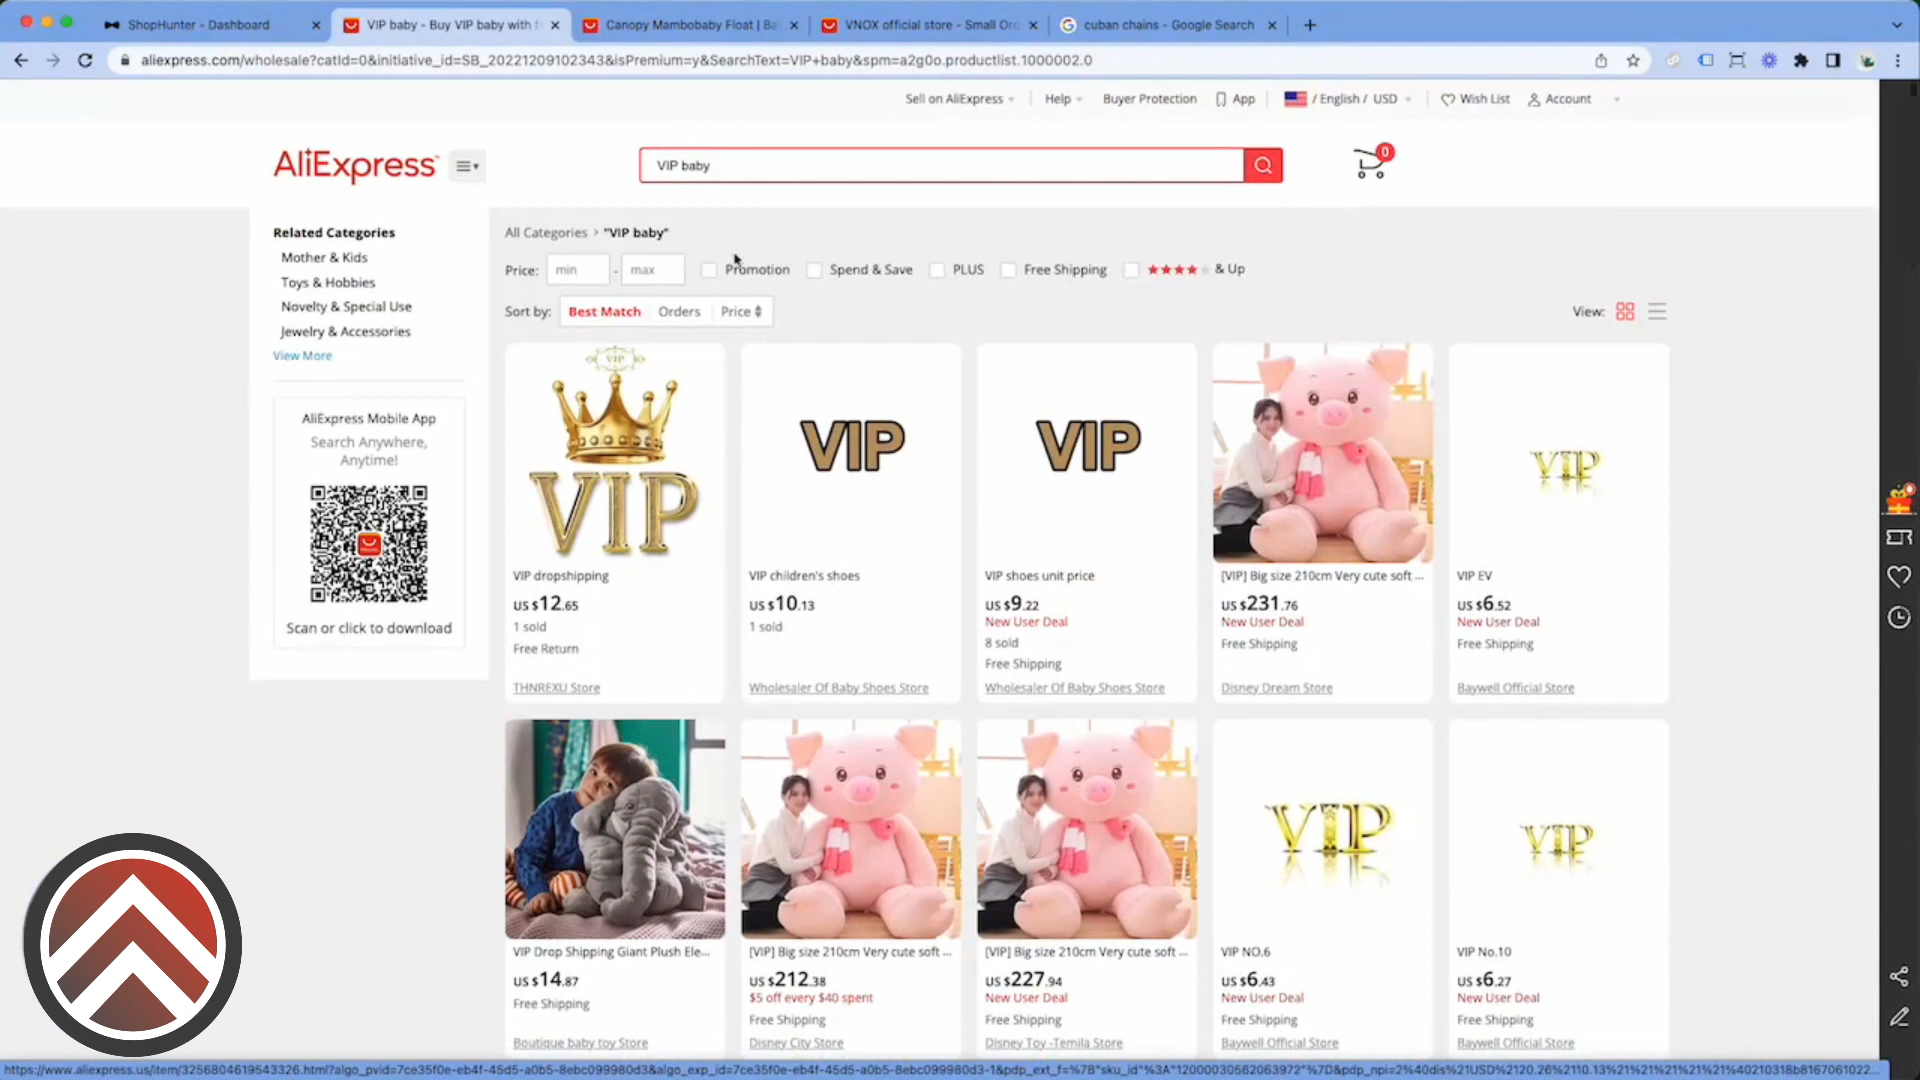 ShopHunter - Dashboard
VIP baby - Buy VIP baby with f
Canopy Mambobaby Float | Ba
VNOX official store - Small Orc
cuban chains - Google Search
aliexpress.com/wholesale?catId=0&initiative_id=SB_20221209102343&isPremium=y&SearchText=VIP+baby&spm=a2g0o.productlist.1000002.0
Sell on AliExpress
Help
Buyer Protection
App
/ English / USD
Wish List
Account
AliExpress
VIP baby
0
Related Categories
Mother & Kids
Toys & Hobbies
Novelty & Special Use
Jewelry & Accessories
View More
AliExpress Mobile App
Search Anywhere,
Anytime!
Scan or click to download
All Categories > "VIP baby"
Price: min - max Promotion Spend & Save PLUS Free Shipping & Up
Sort by: Best Match Orders Price
View:
VIP
VIP
VIP dropshipping
US $12.65
1 sold
Free Return
THNREXU Store
VIP
VIP children's shoes
US $10.13
1 sold
Wholesaler Of Baby Shoes Store
VIP
VIP shoes unit price
US $9.22
New User Deal
8 sold
Free Shipping
Wholesaler Of Baby Shoes Store
[VIP] Big size 210cm Very cute soft ...
US $231.76
New User Deal
Free Shipping
Disney Dream Store
VIP
VIP EV
US $6.52
New User Deal
Free Shipping
Baywell Official Store
VIP Drop Shipping Giant Plush Ele...
US $14.87
Free Shipping
Boutique baby toy Store
[VIP] Big size 210cm Very cute soft ...
US $212.38
$5 off every $40 spent
Free Shipping
Disney City Store
[VIP] Big size 210cm Very cute soft ...
US $227.94
New User Deal
Free Shipping
Disney Toy -Temila Store
VIP
VIP NO.6
US $6.43
New User Deal
Free Shipping
Baywell Official Store
VIP
VIP No.10
US $6.27
New User Deal
Free Shipping
Baywell Official Store